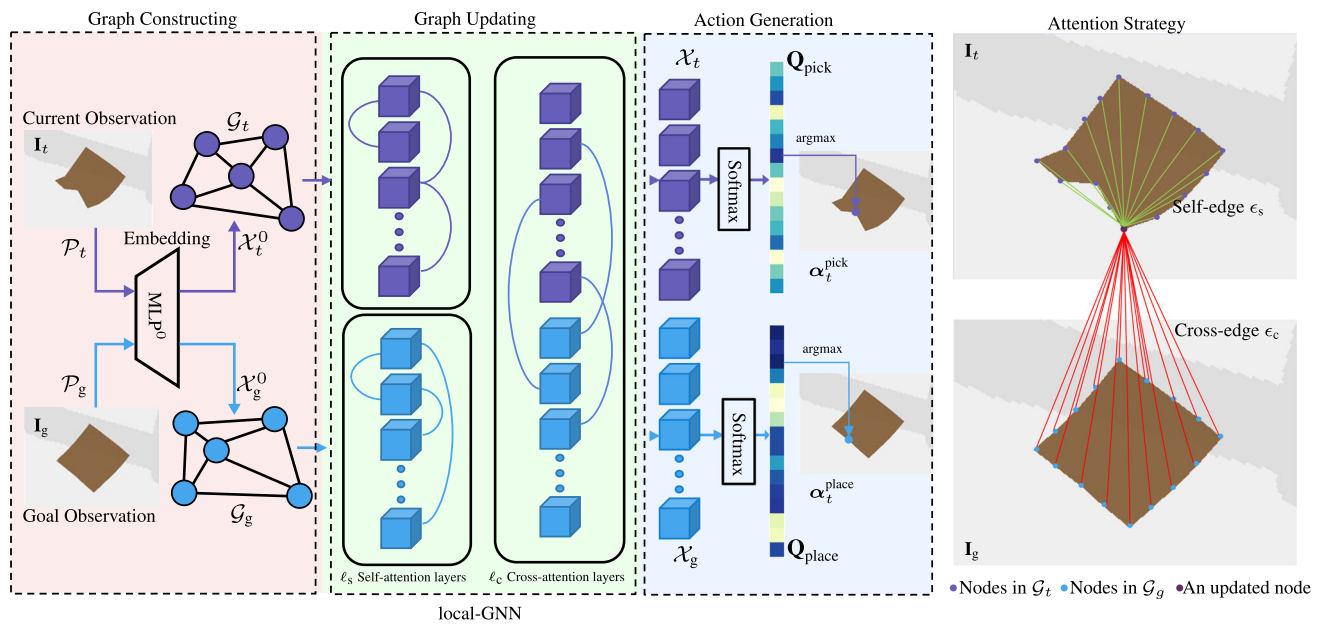 Graph Constructing
Graph Updating
Action Generation
Attention Strategy
Current Observation
I_t
𝒢_t
𝒫_t
Embedding
𝒳_t^0
MLP^0
𝒫_g
𝒳_g^0
I_g
Goal Observation
𝒢_g
ℓ_s Self-attention layers
ℓ_c Cross-attention layers
local-GNN
𝒳_t
Q_pick
argmax
Softmax
α_t^pick
argmax
Softmax
α_t^place
𝒳_g
Q_place
I_t
Self-edge ϵ_s
Cross-edge ϵ_c
I_g
Nodes in 𝒢_t Nodes in 𝒢_g An updated node